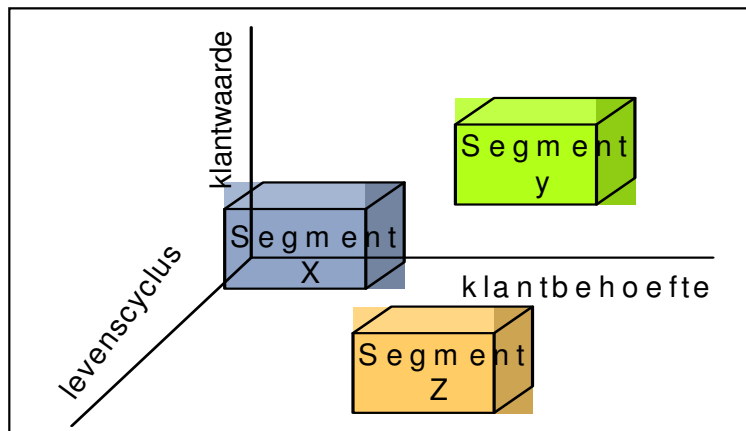 klantwaarde
Segment
y
Segment
X
klantbehoefte
levenscyclus
Segment
Z